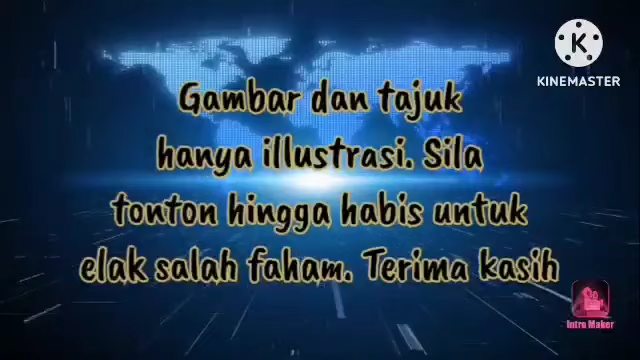 KINEMASTER
Gambar dan tajuk
hanya illustrasi. Sila
tonton hingga habis untuk
elak salah faham. Terima kasih
Intro Maker